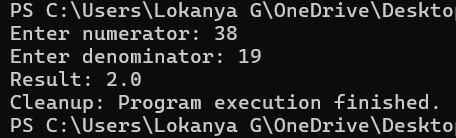 PS C:\Users\Lokanya G\OneDrive\Deskto
Enter numerator: 38
Enter denominator: 19
Result: 2.0
Cleanup: Program execution finished.
PS C:\Users\Lokanya G\OneDrive\Deskto